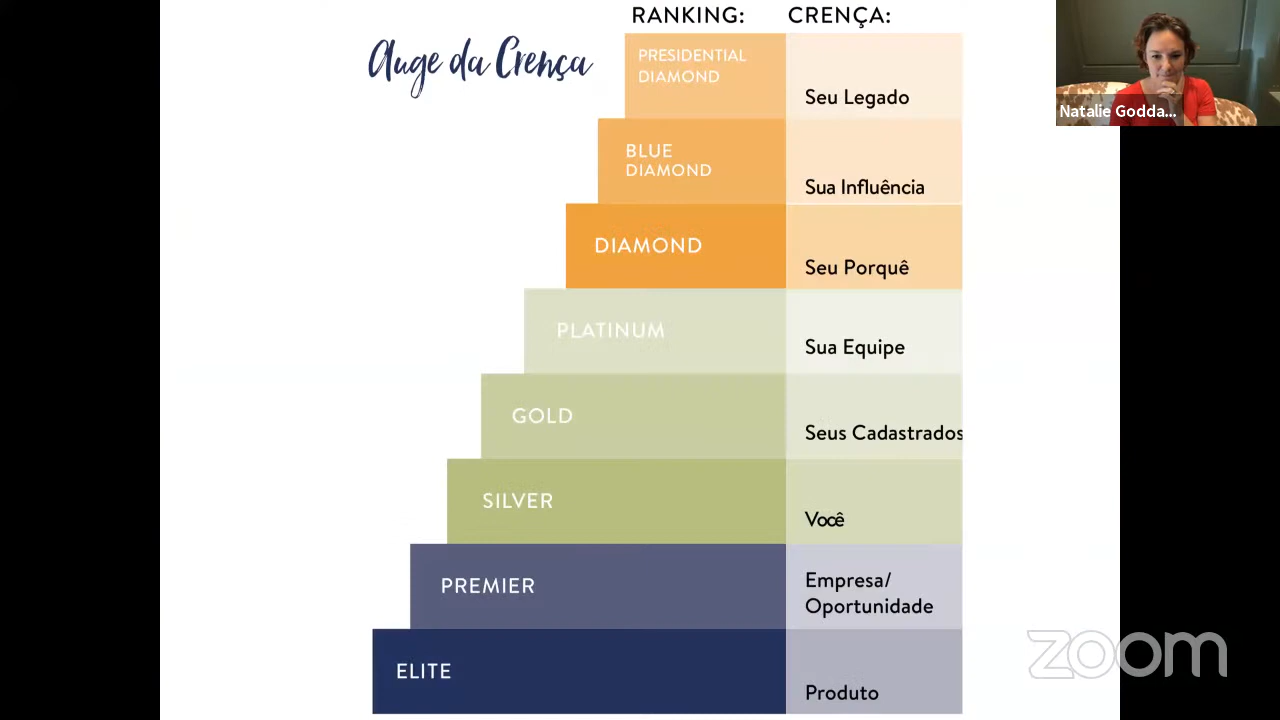 RANKING: CRENÇA:
Auge da Crença
PRESIDENTIAL
DIAMOND
Seu Legado
BLUE
DIAMOND
Sua Influência
DIAMOND
Seu Porquê
PLATINUM
Sua Equipe
GOLD
Seus Cadastrados
SILVER
Você
PREMIER
Empresa/
Oportunidade
ELITE
Produto
Natalie Godda...
zoom